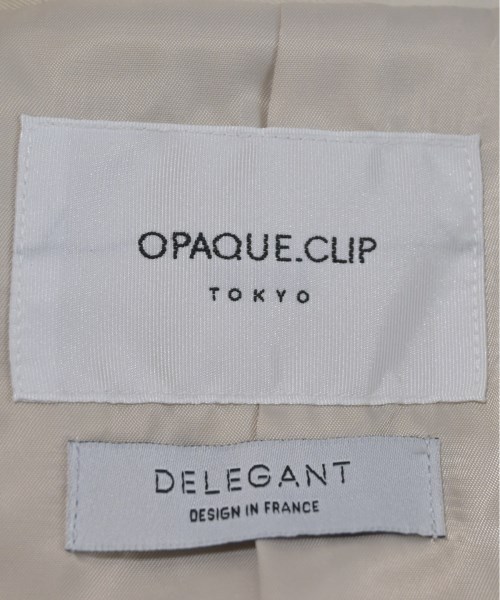 OPAQUE.CLIP
TOKYO
DELEGANT
DESIGN IN FRANCE